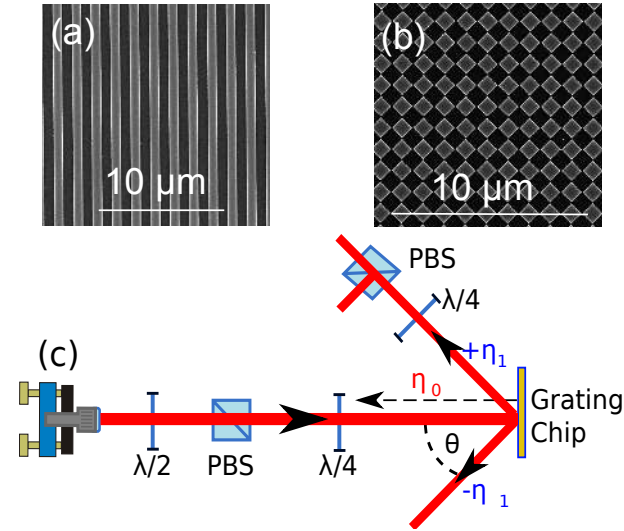 (a)
10 μm
(b)
10 μm
PBS
λ/4
(c)
+η1
η0
Grating
Chip
λ/2
PBS
λ/4
θ
-η 1